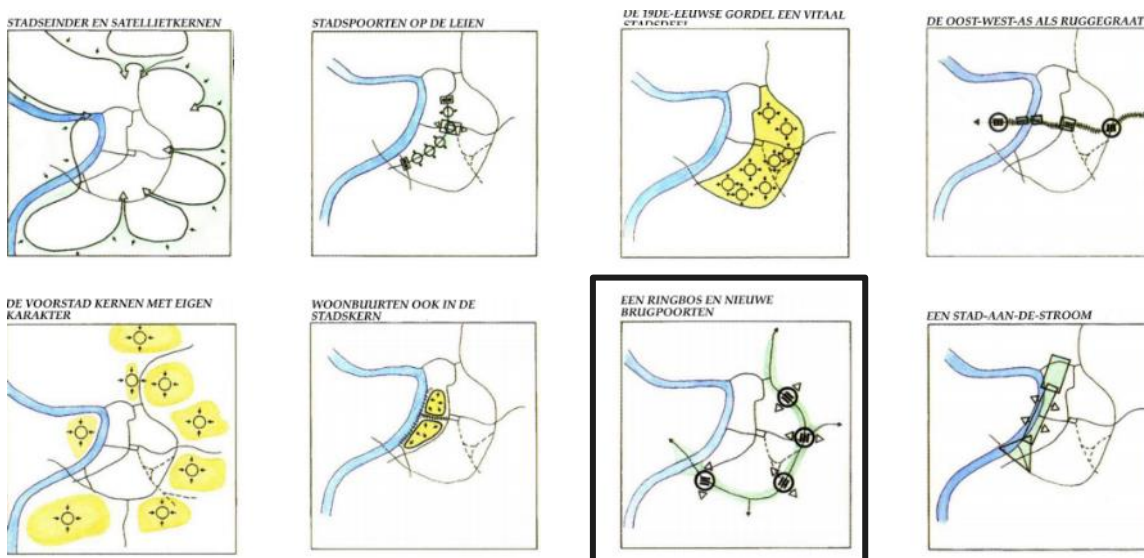 STADSEINDER EN SATELLIETKERNEN
STADSPOORTEN OP DE LEIEN
DE 19DE-EEUWSE GORDEL EEN VITAAL
STADSDEEL
DE OOST-WEST-AS ALS RUGGEGRAAT
DE VOORSTAD KERNEN MET EIGEN
KARAKTER
WOONBUURTEN OOK IN DE
STADSKERN
EEN RINGBOS EN NIEUWE
BRUGPOORTEN
EEN STAD-AAN-DE-STROOM